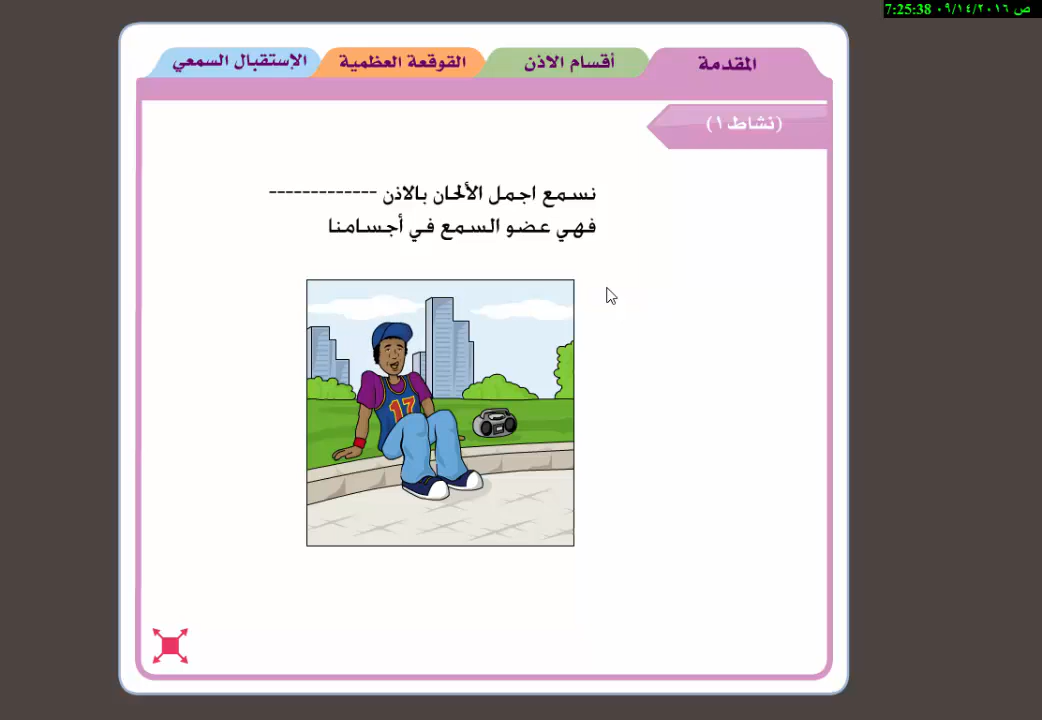 ص ٠٩/١٤/٢٠١٦ 7:25:38
المقدمة
أقسام الاذن
القوقعة العظمية
الإستقبال السمعي
(نشاط ١)
نسمع اجمل الألحان بالاذن -------------
فهي عضو السمع في أجسامنا
17